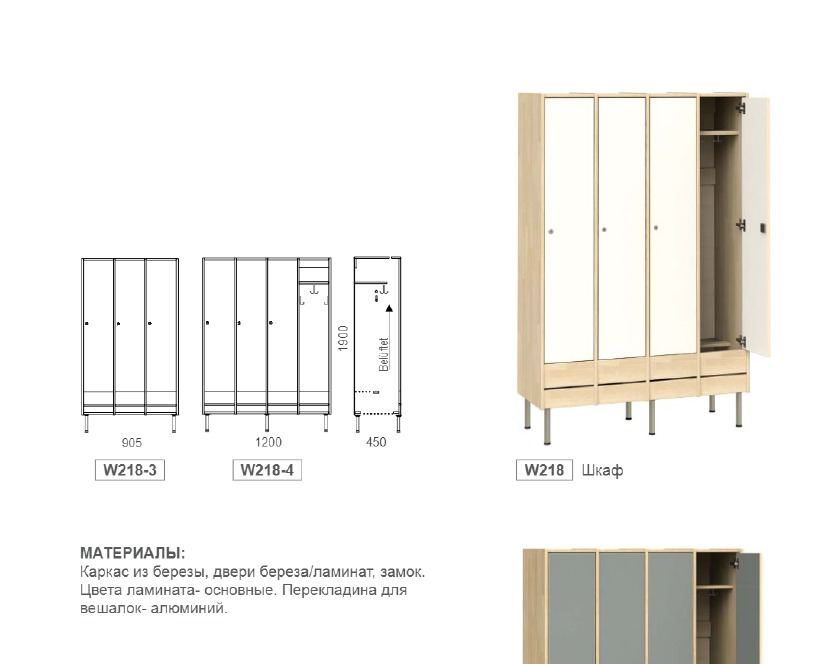 1900
Belüftet
905
1200
450
W218-3
W218-4
W218 Шкаф
МАТЕРИАЛЫ:
Каркас из березы, двери береза/ламинат, замок.
Цвета ламината- основные. Перекладина для
вешалок- алюминий.